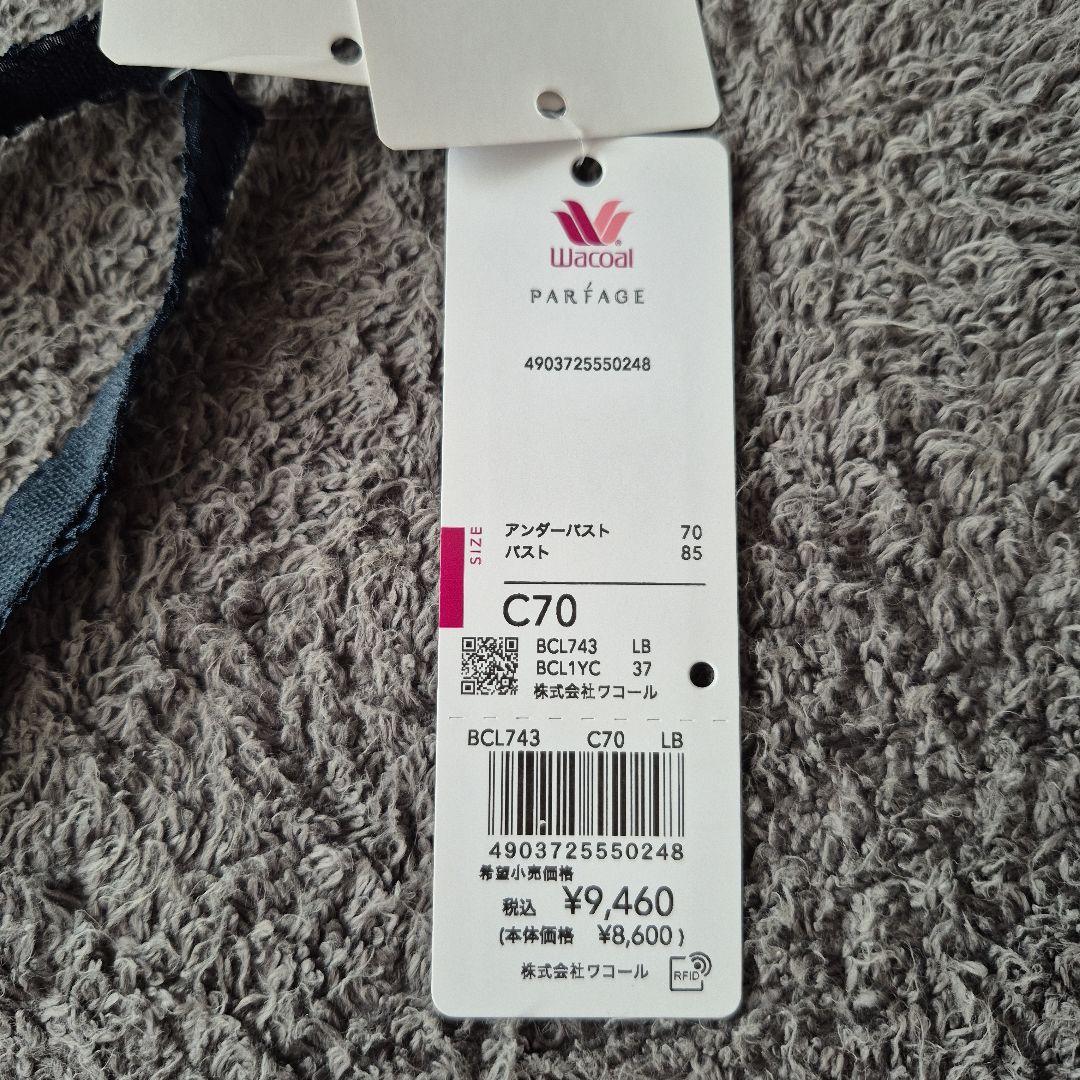 Wacoal®
PARFAGE
4903725550248
SIZE
アンダーバスト 70
バスト 85
C70
BCL743 LB
BCL1YC 37
株式会社ワコール
BCL743 C70 LB
4903725550248
希望小売価格
税込 ¥9,460
(本体価格 ¥8,600)
株式会社ワコール
RFID